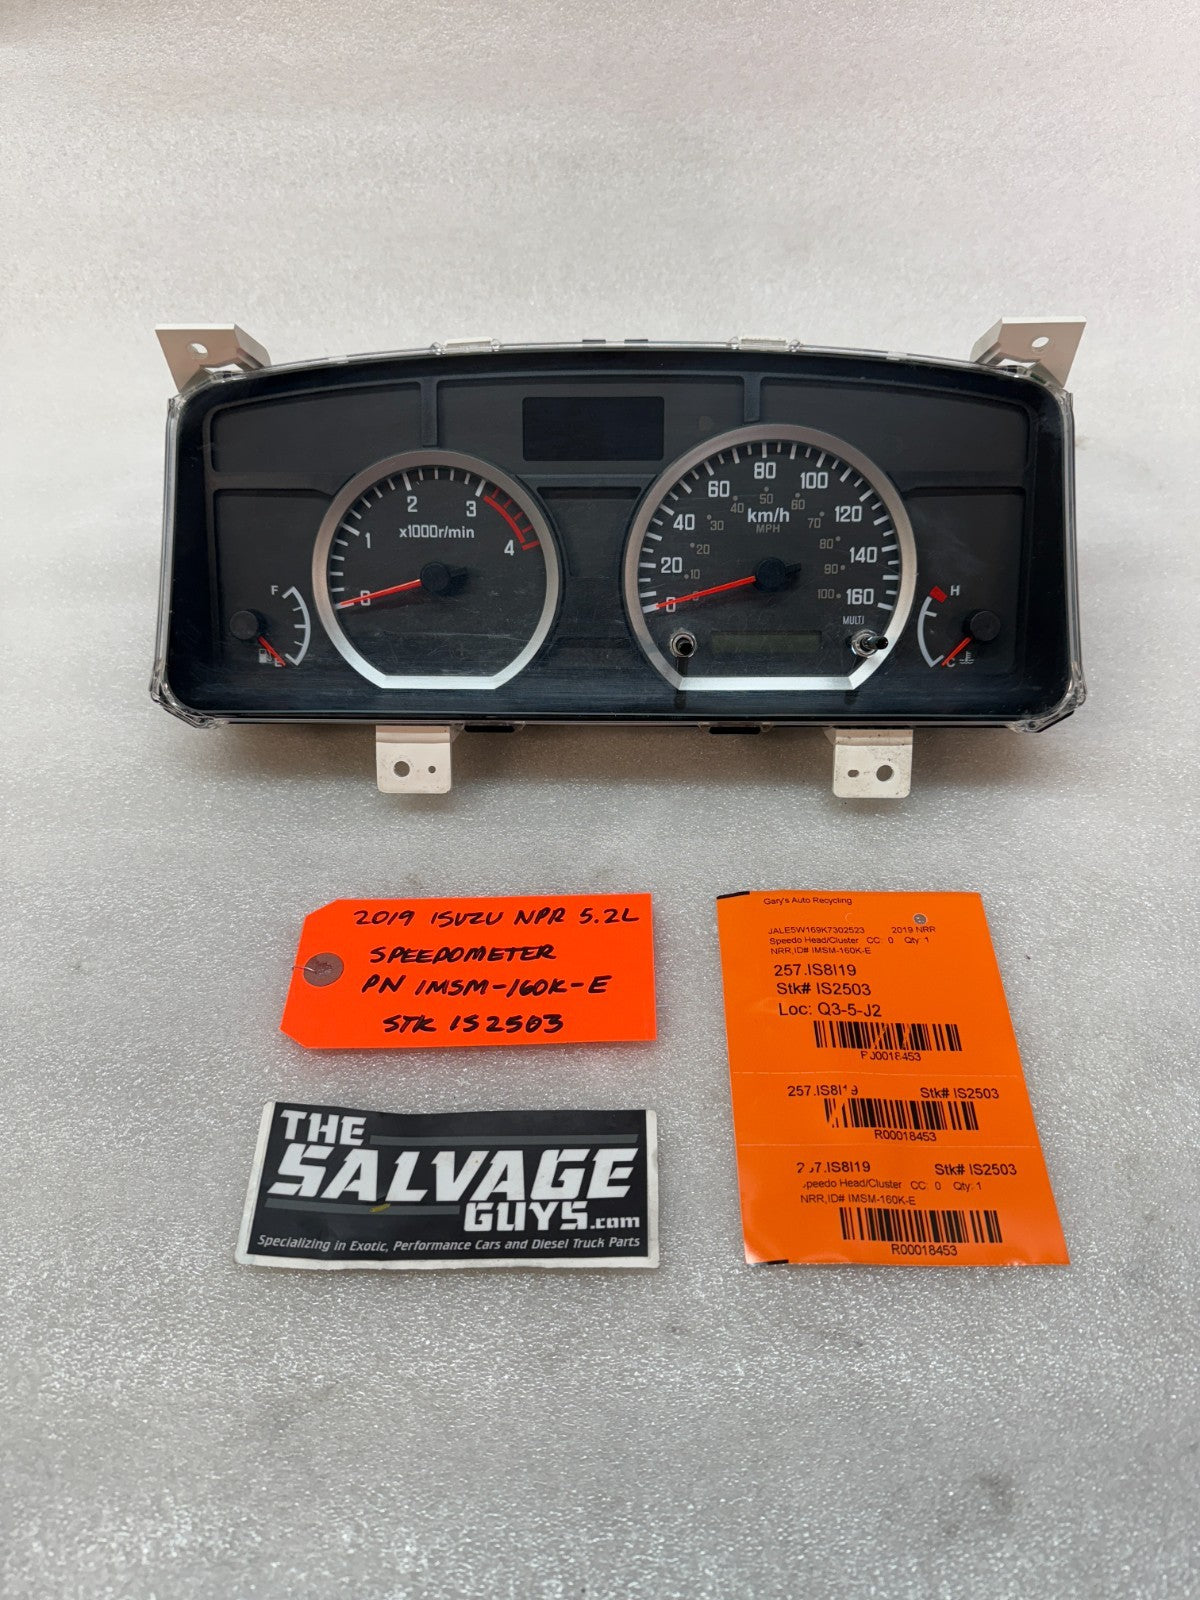 2
3
x1000r/min
1
4
0
F
E
80
60
100
50
40
60
km/h
40
30
MPH
70
120
20
80
140
20
10
90
0
0
100
160
MULTI
H
C
2019 ISUZU NPR 5.2L
SPEEDOMETER
PN IMSM-160K-E
STK IS2503
THE
SALVAGE
GUYS.com
Specializing in Exotic, Performance Cars and Diesel Truck Parts
Gary's Auto Recycling
JALE5W169K7302523 2019 NRR
Speedo Head/Cluster CC: 0 Qty: 1
NRR,ID# IMSM-160K-E
257.IS8I19
Stk# IS2503
Loc: Q3-5-J2
257.IS8I19 Stk# IS2503
R00018453
Stk# IS2503
Head/Cluster CC: 0 Qty: 1
NRR,ID# IMSM-160K-E
R00018453